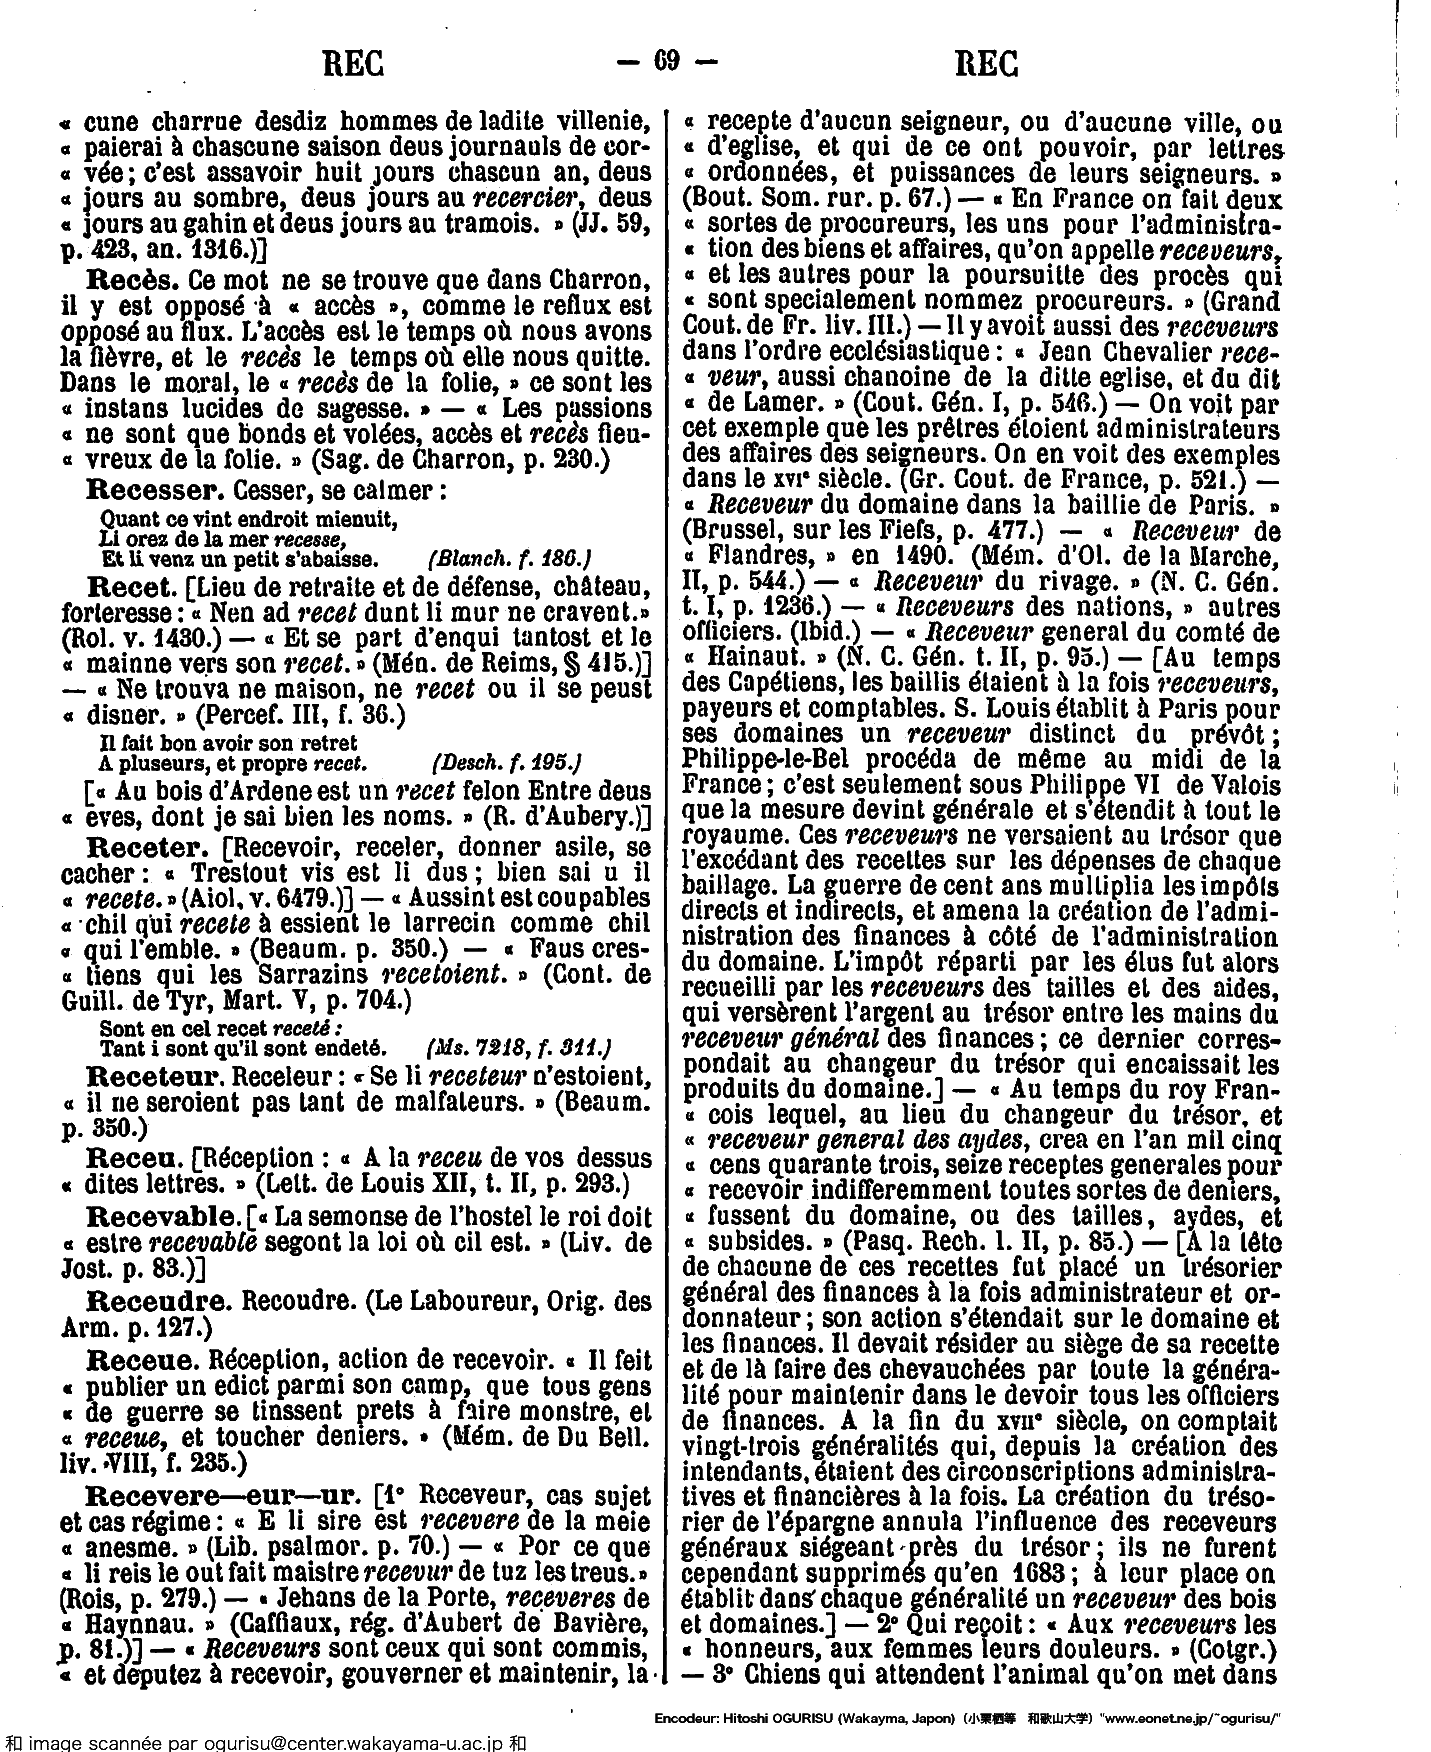 REC — 69 — REC
« cune charrue desdiz hommes de ladite villenie,
« paierai à chascune saison deus journauls de cor-
« vée ; c'est assavoir huit jours chascun an, deus
« jours au sombre, deus jours au recercier, deus
« jours au gahin et deus jours au tramois. » (JJ. 59,
p. 423, an. 1316.)]
Recès. Ce mot ne se trouve que dans Charron,
il y est opposé à « accès », comme le reflux est
opposé au flux. L'accès est le temps où nous avons
la fièvre, et le recès le temps où elle nous quitte.
Dans le moral, le « recès de la folie, » ce sont les
« instans lucides de sagesse. » — « Les passions
« ne sont que bonds et volées, accès et recès fieu-
« vreux de la folie. » (Sag. de Charron, p. 230.)
Recesser. Cesser, se calmer :
Quant ce vint endroit mienuit,
Li orez de la mer recesse,
Et li venz un petit s'abaisse. (Blanch. f. 186.)
Recet. [Lieu de retraite et de défense, château,
forteresse : « Nen ad recet dunt li mur ne cravent. »
(Rol. v. 1430.) — « Et se part d'enqui tantost et le
« mainne vers son recet. » (Mén. de Reims, § 415.)]
— « Ne trouva ne maison, ne recet ou il se peust
« disner. » (Percef. III, f. 36.)
Il fait bon avoir son retret
A pluseurs, et propre recet. (Desch. f. 195.)
[« Au bois d'Ardene est un recet felon Entre deus
« eves, dont je sai bien les noms. » (R. d'Aubery.)]
Receter. [Recevoir, receler, donner asile, se
cacher : « Trestout vis est li dus ; bien sai u il
« recete. » (Aiol, v. 6479.)] — « Aussint est coupables
« chil qui recete à essient le larrecin comme chil
« qui l'emble. » (Beaum. p. 350.) — « Faus cres-
« tiens qui les Sarrazins recetoient. » (Cont. de
Guill. de Tyr, Mart. V, p. 704.)
Sont en cel recet receté :
Tant i sont qu'il sont endeté. (Ms. 7218, f. 311.)
Receteur. Receleur : « Se li receteur n'estoient,
« il ne seroient pas tant de malfateurs. » (Beaum.
p. 350.)
Receu. [Réception : « A la receu de vos dessus
« dites lettres. » (Lett. de Louis XII, t. II, p. 293.)
Recevable. [« La semonse de l'hostel le roi doit
« estre recevable segont la loi où cil est. » (Liv. de
Jost. p. 83.)]
Receudre. Recoudre. (Le Laboureur, Orig. des
Arm. p. 127.)
Receue. Réception, action de recevoir. « Il feit
« publier un edict parmi son camp, que tous gens
« de guerre se tinssent prets à faire monstre, et
« receue, et toucher deniers. » (Mém. de Du Bell.
liv. VIII, f. 235.)
Recevere—eur—ur. [1° Receveur, cas sujet
et cas régime : « E li sire est recevere de la meie
« anesme. » (Lib. psalmor. p. 70.) — « Por ce que
« li reis le out fait maistre recevur de tuz les treus. »
(Rois, p. 279.) — « Jehans de la Porte, receveres de
« Haynnau. » (Caffiaux, rég. d'Aubert de Bavière,
p. 81.)] — « Receveurs sont ceux qui sont commis,
« et deputez à recevoir, gouverner et maintenir, la
« recepte d'aucun seigneur, ou d'aucune ville, ou
« d'eglise, et qui de ce ont pouvoir, par lettres
« ordonnées, et puissances de leurs seigneurs. »
(Bout. Som. rur. p. 67.) — « En France on fait deux
« sortes de procureurs, les uns pour l'administra-
« tion des biens et affaires, qu'on appelle receveurs,
« et les autres pour la poursuitte des procès qui
« sont specialement nommez procureurs. » (Grand
Cout. de Fr. liv. III.) — Il y avoit aussi des receveurs
dans l'ordre ecclésiastique : « Jean Chevalier rece-
« veur, aussi chanoine de la ditte eglise, et du dit
« de Lamer. » (Cout. Gén. I, p. 546.) — On voit par
cet exemple que les prêtres étoient administrateurs
des affaires des seigneurs. On en voit des exemples
dans le XVIe siècle. (Gr. Cout. de France, p. 521.) —
« Receveur du domaine dans la baillie de Paris. »
(Brussel, sur les Fiefs, p. 477.) — « Receveur de
« Flandres, » en 1490. (Mém. d'Ol. de la Marche,
II, p. 544.) — « Receveur du rivage. » (N. C. Gén.
t. I, p. 1236.) — « Receveurs des nations, » autres
officiers. (Ibid.) — « Receveur general du comté de
« Hainaut. » (N. C. Gén. t. II, p. 95.) — [Au temps
des Capétiens, les baillis étaient à la fois receveurs,
payeurs et comptables. S. Louis établit à Paris pour
ses domaines un receveur distinct du prévôt ;
Philippe-le-Bel procéda de même au midi de la
France ; c'est seulement sous Philippe VI de Valois
que la mesure devint générale et s'étendit à tout le
royaume. Ces receveurs ne versaient au trésor que
l'excédant des recettes sur les dépenses de chaque
baillage. La guerre de cent ans multiplia les impôts
directs et indirects, et amena la création de l'admi-
nistration des finances à côté de l'administration
du domaine. L'impôt réparti par les élus fut alors
recueilli par les receveurs des tailles et des aides,
qui versèrent l'argent au trésor entre les mains du
receveur général des finances ; ce dernier corres-
pondait au changeur du trésor qui encaissait les
produits du domaine.] — « Au temps du roy Fran-
« cois lequel, au lieu du changeur du trésor, et
« receveur general des aydes, crea en l'an mil cinq
« cens quarante trois, seize receptes generales pour
« recevoir indifferemment toutes sortes de deniers,
« fussent du domaine, ou des tailles, aydes, et
« subsides. » (Pasq. Rech. l. II, p. 85.) — [A la tête
de chacune de ces recettes fut placé un trésorier
général des finances à la fois administrateur et or-
donnateur ; son action s'étendait sur le domaine et
les finances. Il devait résider au siège de sa recette
et de là faire des chevauchées par toute la généra-
lité pour maintenir dans le devoir tous les officiers
de finances. A la fin du XVIIe siècle, on comptait
vingt-trois généralités qui, depuis la création des
intendants, étaient des circonscriptions administra-
tives et financières à la fois. La création du tréso-
rier de l'épargne annula l'influence des receveurs
généraux siégeant près du trésor ; ils ne furent
cependant supprimés qu'en 1683 ; à leur place on
établit dans chaque généralité un receveur des bois
et domaines.] — 2° Qui reçoit : « Aux receveurs les
« honneurs, aux femmes leurs douleurs. » (Cotgr.)
— 3° Chiens qui attendent l'animal qu'on met dans
Encodeur: Hitoshi OGURISU (Wakayma, Japon) (小栗栖等 和歌山大学) "www.eonet.ne.jp/~ogurisu/"
和 image scannée par ogurisu@center.wakayama-u.ac.jp 和